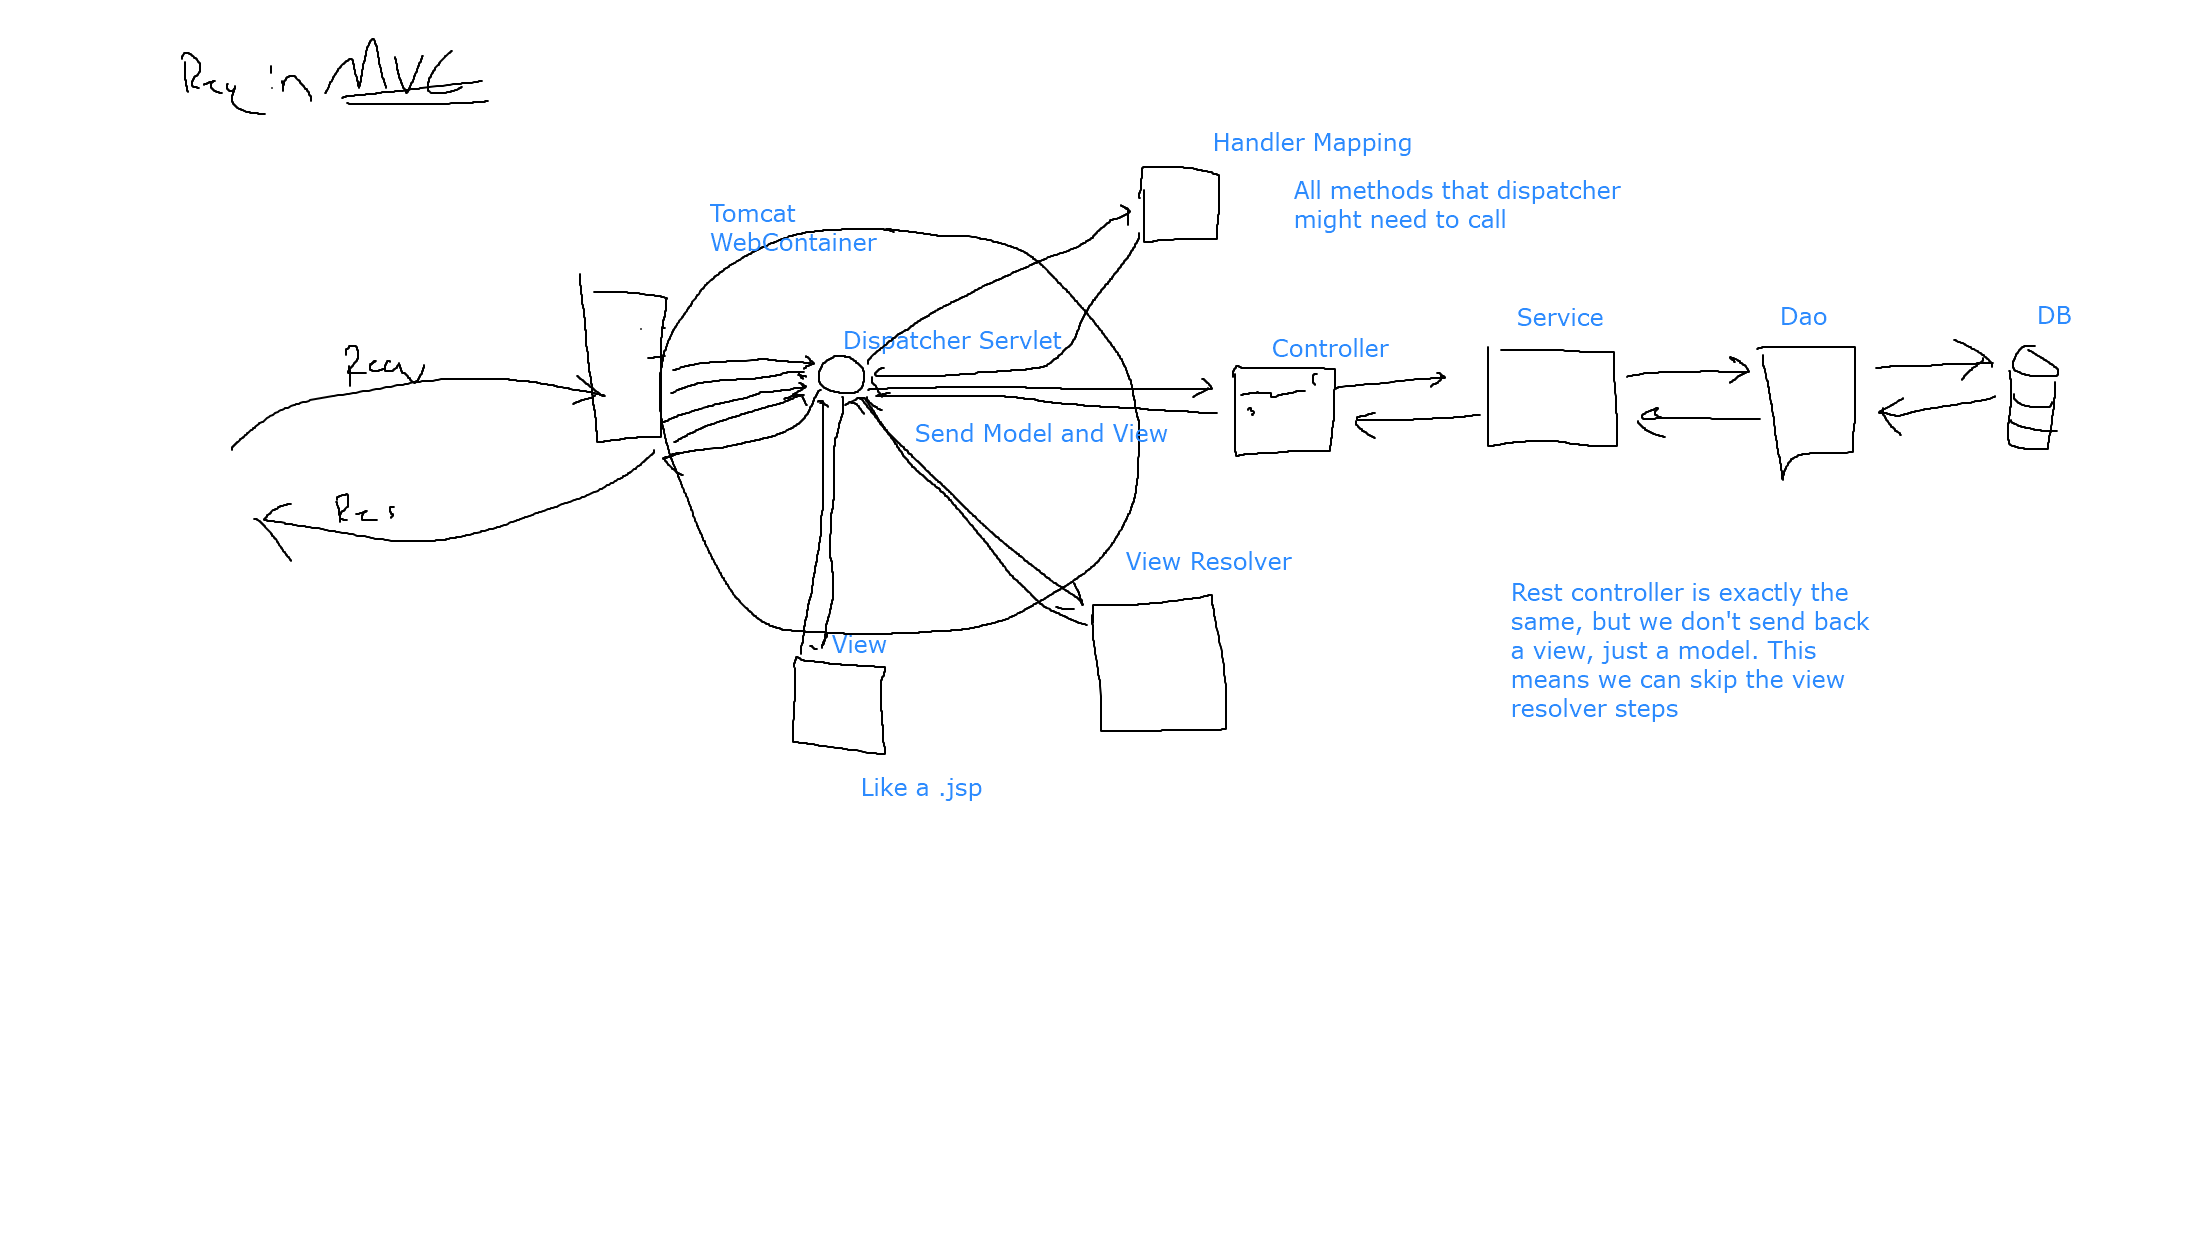 Req in MVC
Handler Mapping
All methods that dispatcher
might need to call
Tomcat
WebContainer
Service
Dao
DB
Dispatcher Servlet
Controller
Req
Send Model and View
Res
View Resolver
Rest controller is exactly the
same, but we don't send back
a view, just a model. This
means we can skip the view
resolver steps
View
Like a .jsp